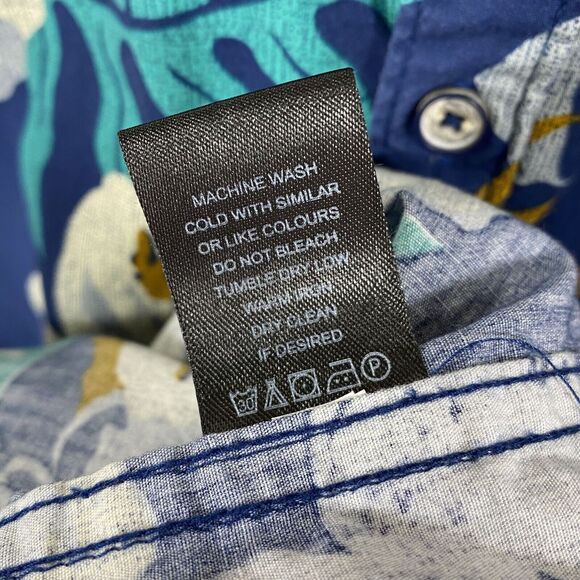 MACHINE WASH
COLD WITH SIMILAR
OR LIKE COLOURS
DO NOT BLEACH
TUMBLE DRY LOW
WARM IRON
DRY CLEAN
IF DESIRED
30 P